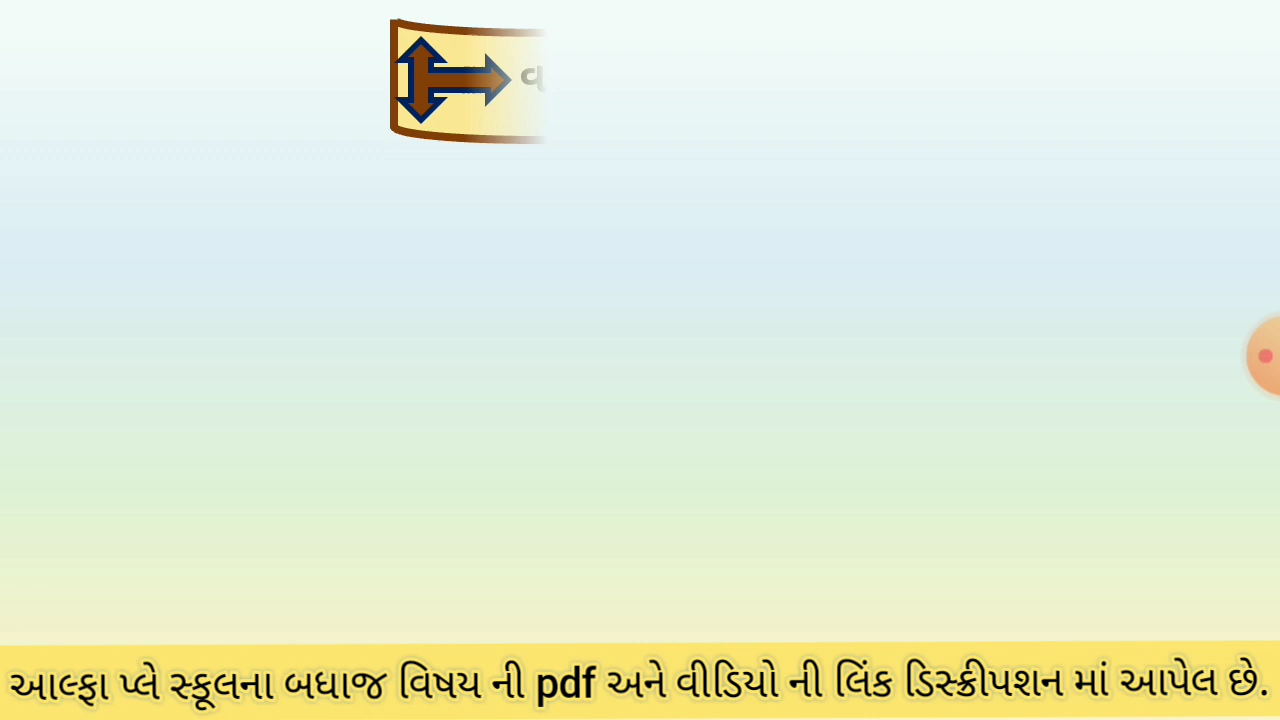 આલ્ફા પ્લે સ્કૂલના બધાજ વિષય ની pdf અને વીડિયો ની લિંક ડિસ્ક્રીપશન માં આપેલ છે.